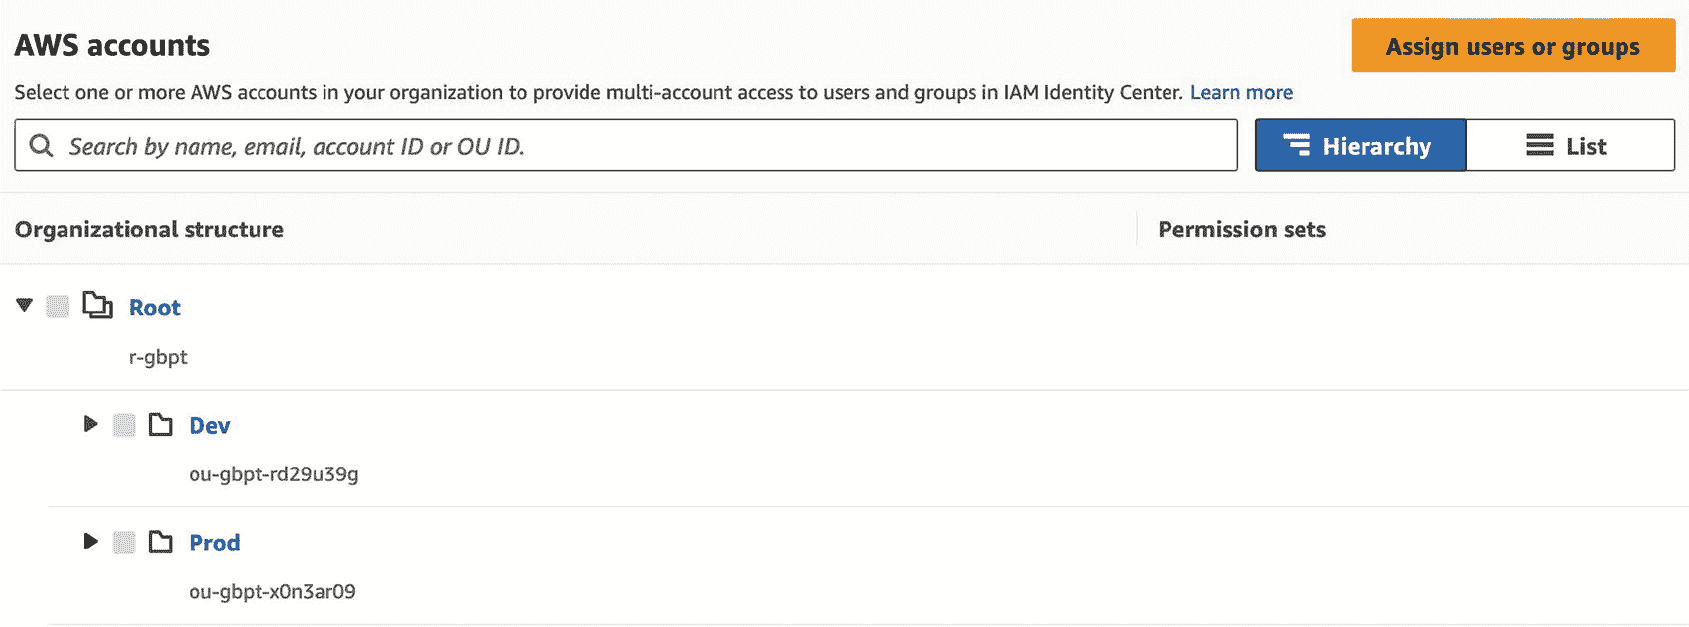 AWS accounts
Assign users or groups
Select one or more AWS accounts in your organization to provide multi-account access to users and groups in IAM Identity Center. Learn more
Search by name, email, account ID or OU ID.
Hierarchy
List
Organizational structure
Permission sets
Root
r-gbpt
Dev
ou-gbpt-rd29u39g
Prod
ou-gbpt-x0n3ar09